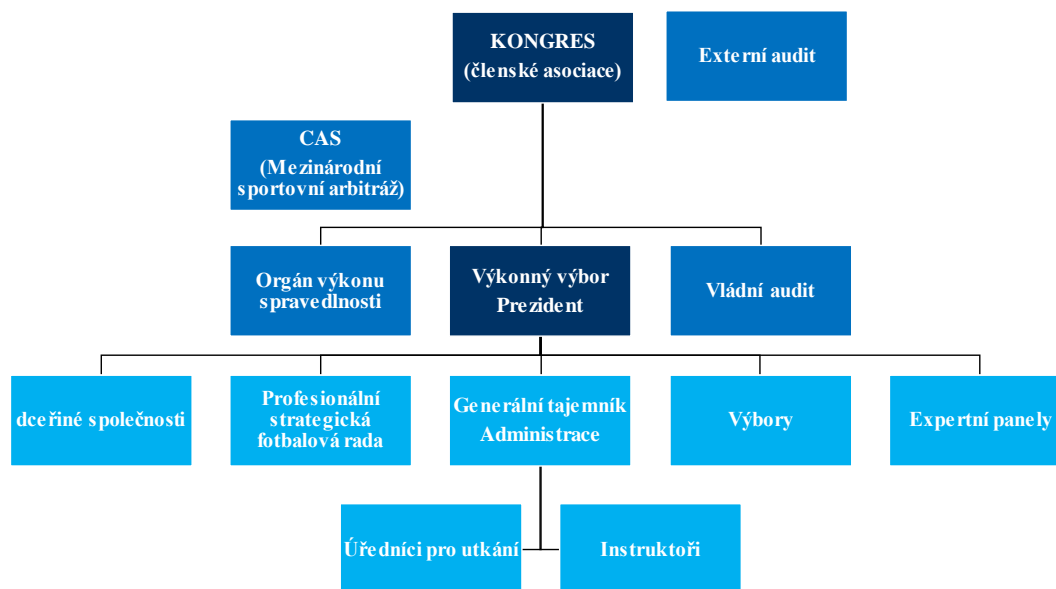 KONGRES
(členské asociace)
Externí audit
CAS
(Mezinárodní
sportovní arbitráž)
Orgán výkonu
spravedlnosti
Výkonný výbor
Prezident
Vládní audit
dceřiné společnosti
Profesionální
strategická
fotbalová rada
Generální tajemník
Administrace
Výbory
Expertní panely
Úředníci pro utkání
Instruktoři